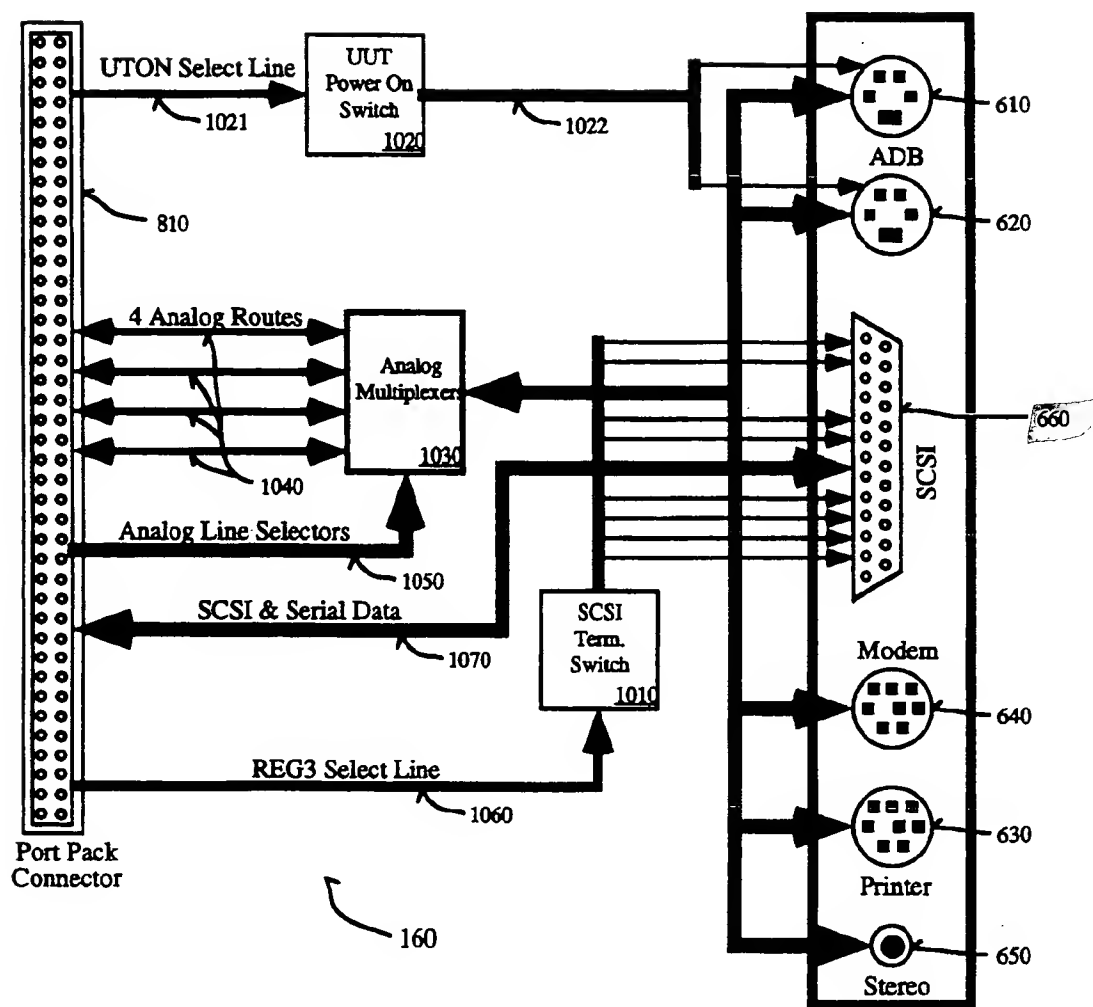 UTON Select Line
1021
UUT
Power On
Switch
1020
1022
610
ADB
620
810
4 Analog Routes
1040
Analog
Multiplexers
1030
660
SCSI
Analog Line Selectors
1050
SCSI & Serial Data
1070
SCSI
Term.
Switch
1010
Modem
640
REG3 Select Line
1060
630
Printer
Port Pack
Connector
160
650
Stereo